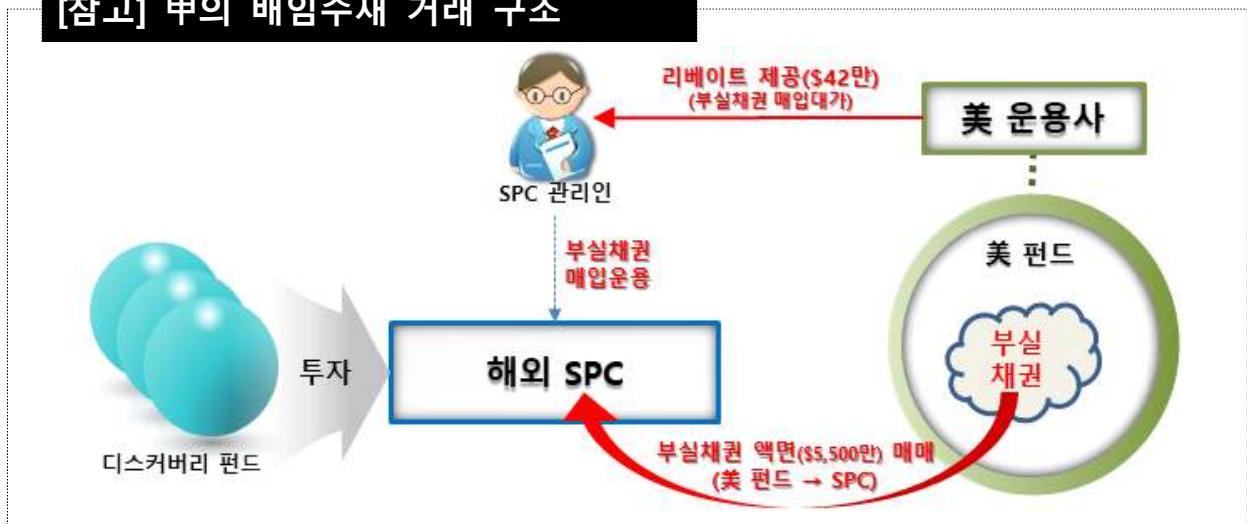 [참고] 甲의 배임수재 거래 구조
리베이트 제공($42만)
(부실채권 매입대가)
美 운용사
SPC 관리인
부실채권
매입운용
美 펀드
부실
채권
투자
해외 SPC
디스커버리 펀드
부실채권 액면($5,500만) 매매
(美 펀드 → SPC)